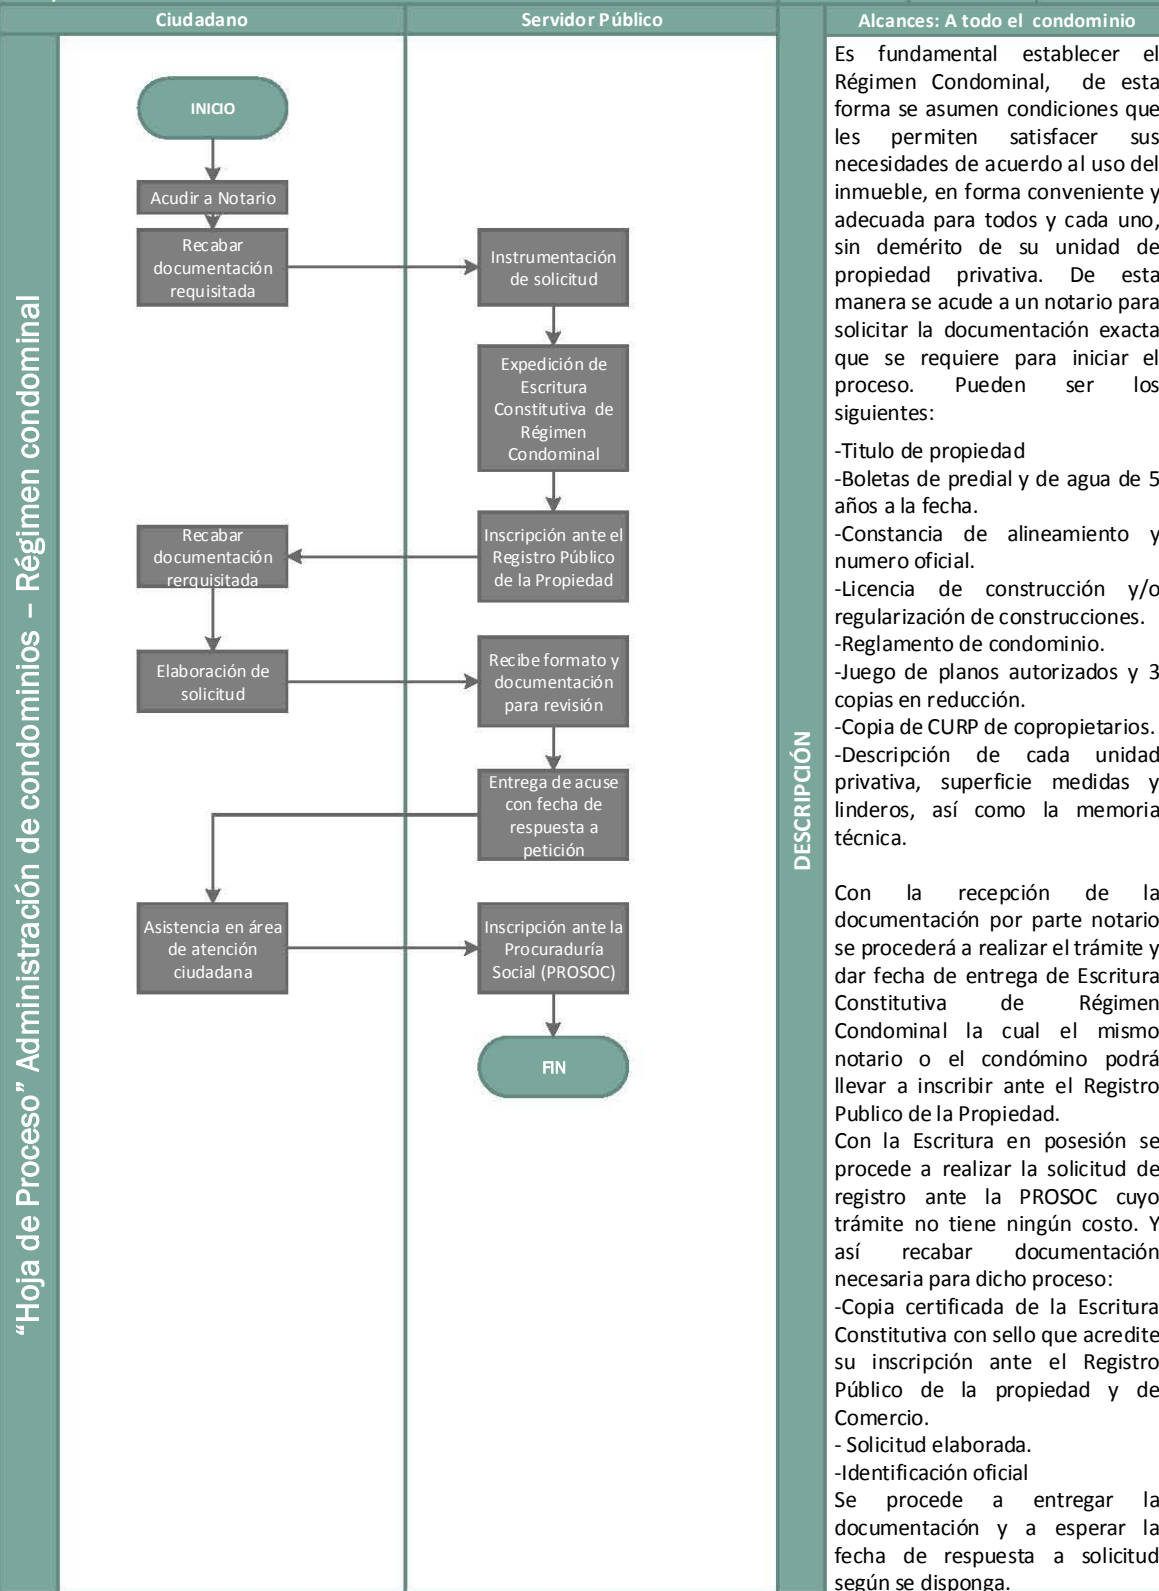 Ciudadano
Servidor Público
Alcances: A todo el condominio
"Hoja de Proceso" Administración de condominios – Régimen condominal
INICIO
Acudir a Notario
Recabar
documentación
requisitada
Instrumentación
de solicitud
Expedición de
Escritura
Constitutiva de
Régimen
Condominal
Inscripción ante el
Registro Público
de la Propiedad
Recabar
documentación
rerquisitada
Elaboración de
solicitud
Recibe formato y
documentación
para revisión
Entrega de acuse
con fecha de
respuesta a
petición
Asistencia en área
de atención
ciudadana
Inscripción ante la
Procuraduría
Social (PROSOC)
FIN
DESCRIPCIÓN
Es fundamental establecer el
Régimen Condominal, de esta
forma se asumen condiciones que
les permiten satisfacer sus
necesidades de acuerdo al uso del
inmueble, en forma conveniente y
adecuada para todos y cada uno,
sin demérito de su unidad de
propiedad privativa. De esta
manera se acude a un notario para
solicitar la documentación exacta
que se requiere para iniciar el
proceso. Pueden ser los
siguientes:
-Titulo de propiedad
-Boletas de predial y de agua de 5
años a la fecha.
-Constancia de alineamiento y
numero oficial.
-Licencia de construcción y/o
regularización de construcciones.
-Reglamento de condominio.
-Juego de planos autorizados y 3
copias en reducción.
-Copia de CURP de copropietarios.
-Descripción de cada unidad
privativa, superficie medidas y
linderos, así como la memoria
técnica.
Con la recepción de la
documentación por parte notario
se procederá a realizar el trámite y
dar fecha de entrega de Escritura
Constitutiva de Régimen
Condominal la cual el mismo
notario o el condómino podrá
llevar a inscribir ante el Registro
Publico de la Propiedad.
Con la Escritura en posesión se
procede a realizar la solicitud de
registro ante la PROSOC cuyo
trámite no tiene ningún costo. Y
así recabar documentación
necesaria para dicho proceso:
-Copia certificada de la Escritura
Constitutiva con sello que acredite
su inscripción ante el Registro
Público de la propiedad y de
Comercio.
- Solicitud elaborada.
-Identificación oficial
Se procede a entregar la
documentación y a esperar la
fecha de respuesta a solicitud
según se disponga.